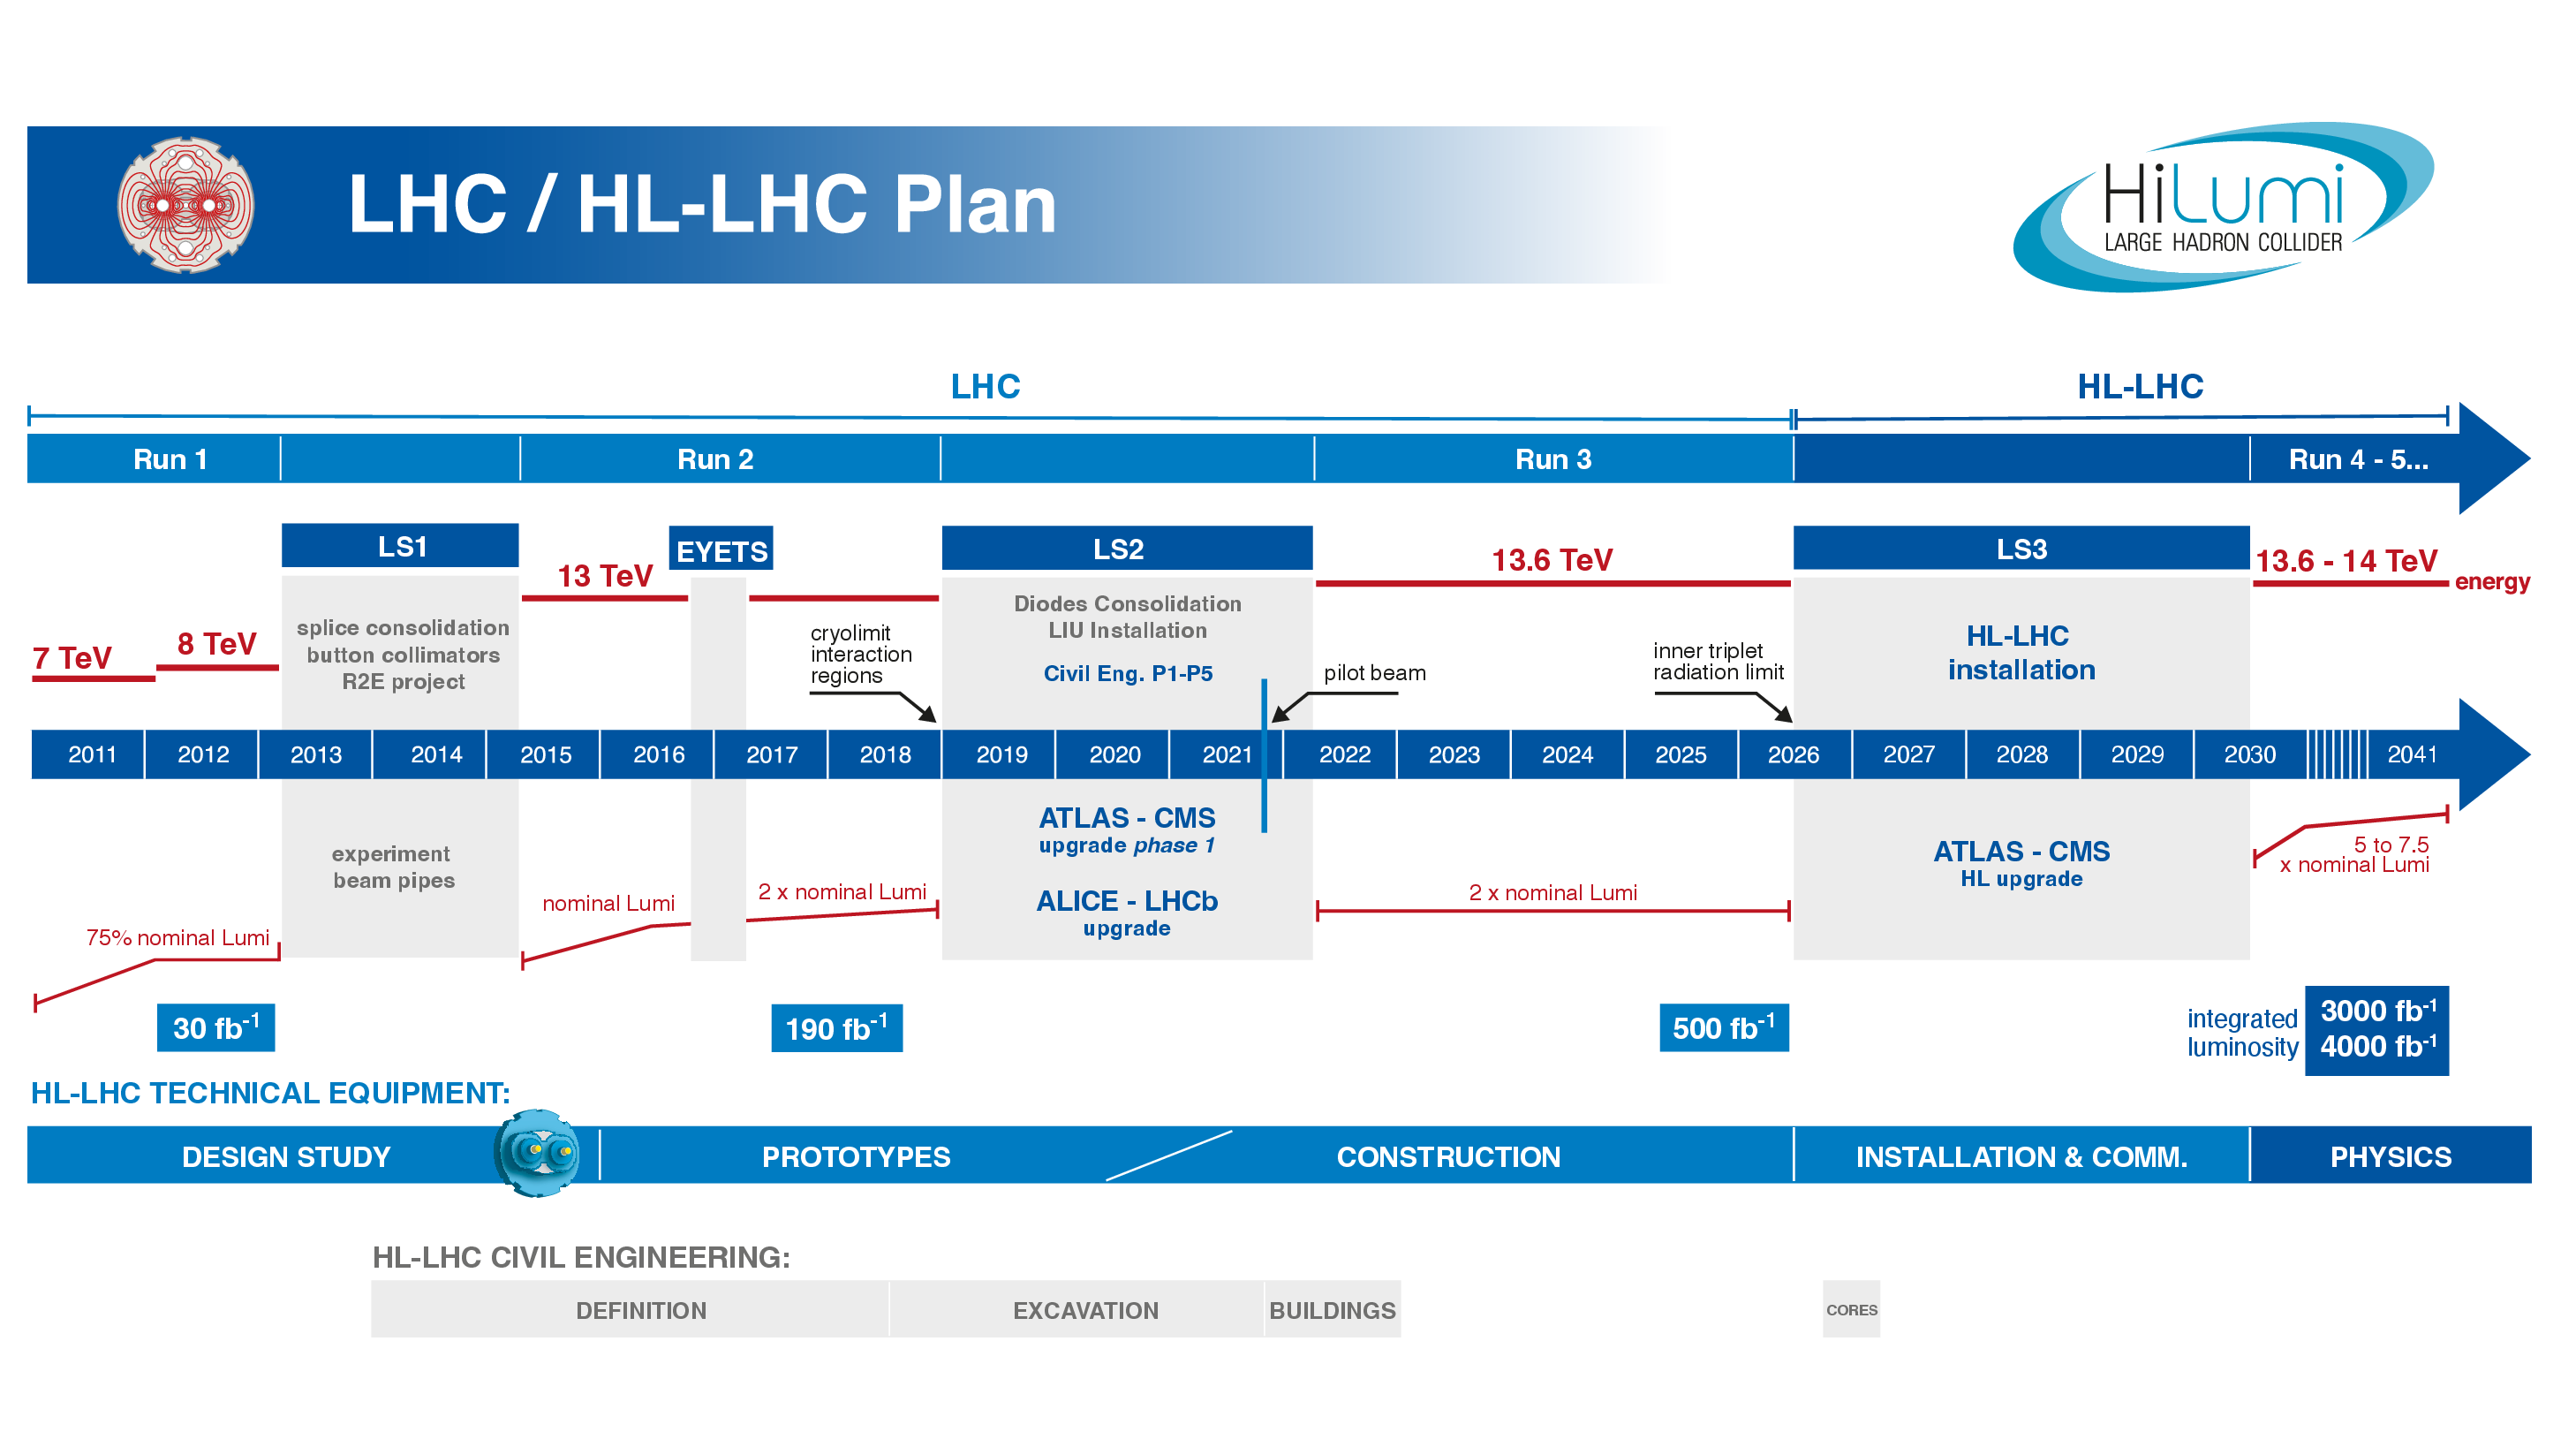 LHC / HL-LHC Plan
HiLumi
LARGE HADRON COLLIDER
LHC
HL-LHC
Run 1
Run 2
Run 3
Run 4 - 5...
LS1
EYETS
LS2
LS3
13 TeV
13.6 TeV
13.6 - 14 TeV
energy
7 TeV
8 TeV
splice consolidation
button collimators
R2E project
cryolimit
interaction
regions
Diodes Consolidation
LIU Installation
Civil Eng. P1-P5
pilot beam
inner triplet
radiation limit
HL-LHC
installation
2011
2012
2013
2014
2015
2016
2017
2018
2019
2020
2021
2022
2023
2024
2025
2026
2027
2028
2029
2030
2041
experiment
beam pipes
ATLAS - CMS
upgrade phase 1
ALICE - LHCb
upgrade
ATLAS - CMS
HL upgrade
5 to 7.5
x nominal Lumi
75% nominal Lumi
nominal Lumi
2 x nominal Lumi
2 x nominal Lumi
30 fb-1
190 fb-1
500 fb-1
integrated
luminosity
3000 fb-1
4000 fb-1
HL-LHC TECHNICAL EQUIPMENT:
DESIGN STUDY
PROTOTYPES
CONSTRUCTION
INSTALLATION & COMM.
PHYSICS
HL-LHC CIVIL ENGINEERING:
DEFINITION
EXCAVATION
BUILDINGS
CORES